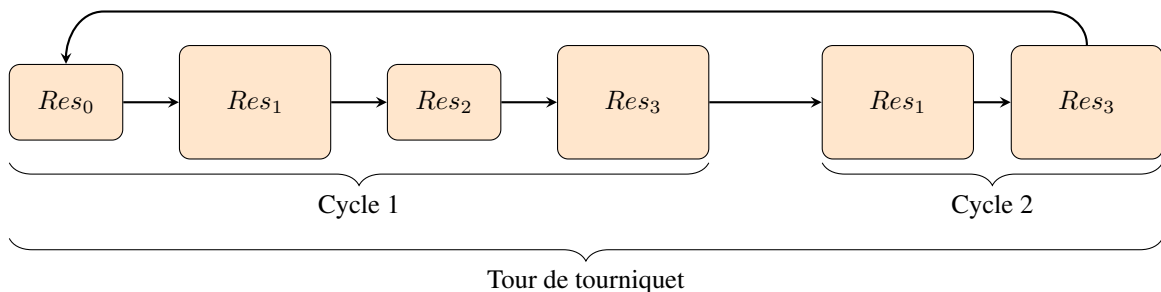 Res₀ Res₁ Res₂ Res₃ Res₁ Res₃
Cycle 1 Cycle 2
Tour de tourniquet